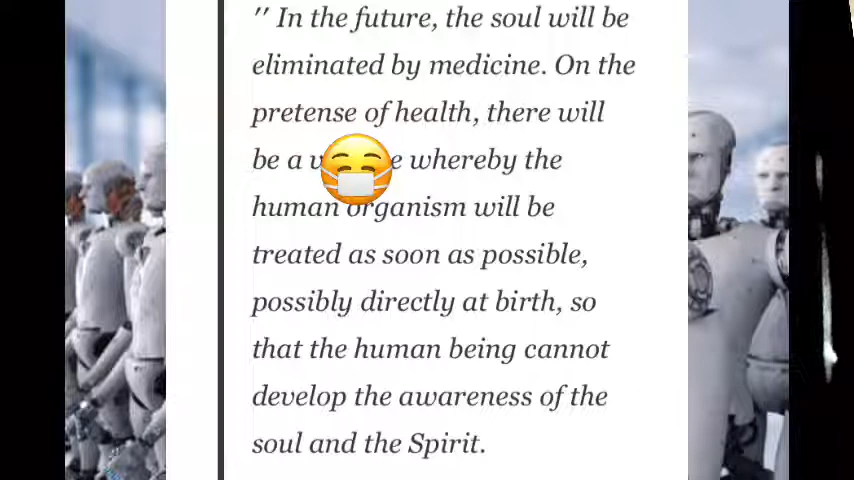 " In the future, the soul will be
eliminated by medicine. On the
pretense of health, there will
be a whereby the
human organism will be
treated as soon as possible,
possibly directly at birth, so
that the human being cannot
develop the awareness of the
soul and the Spirit.